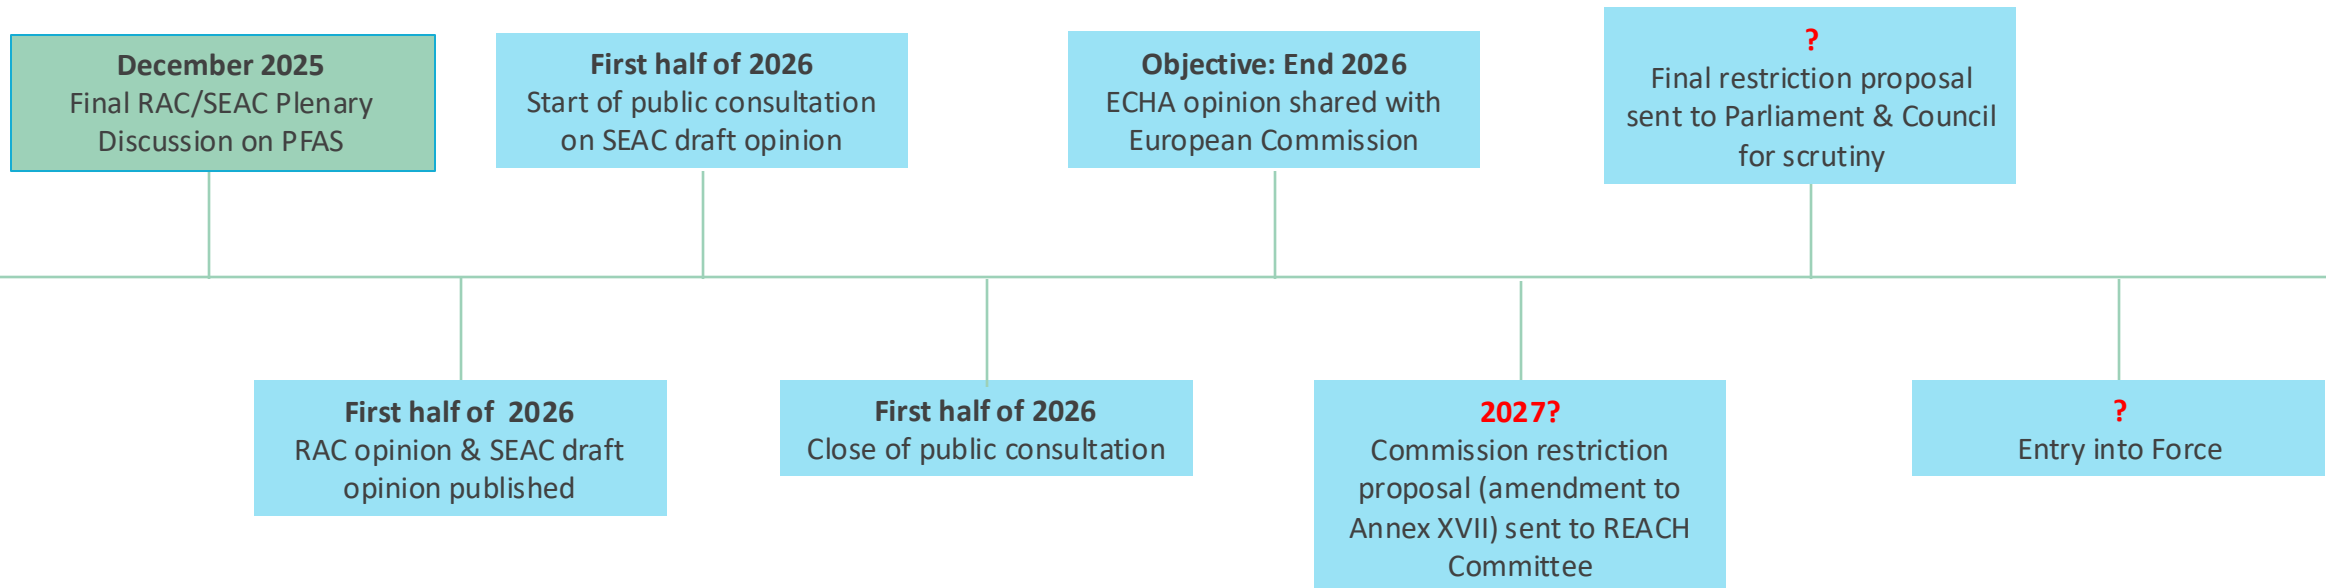 December 2025
Final RAC/SEAC Plenary
Discussion on PFAS
First half of 2026
RAC opinion & SEAC draft
opinion published
First half of 2026
Start of public consultation
on SEAC draft opinion
First half of 2026
Close of public consultation
Objective: End 2026
ECHA opinion shared with
European Commission
2027?
Commission restriction
proposal (amendment to
Annex XVII) sent to REACH
Committee
?
Final restriction proposal
sent to Parliament & Council
for scrutiny
?
Entry into Force